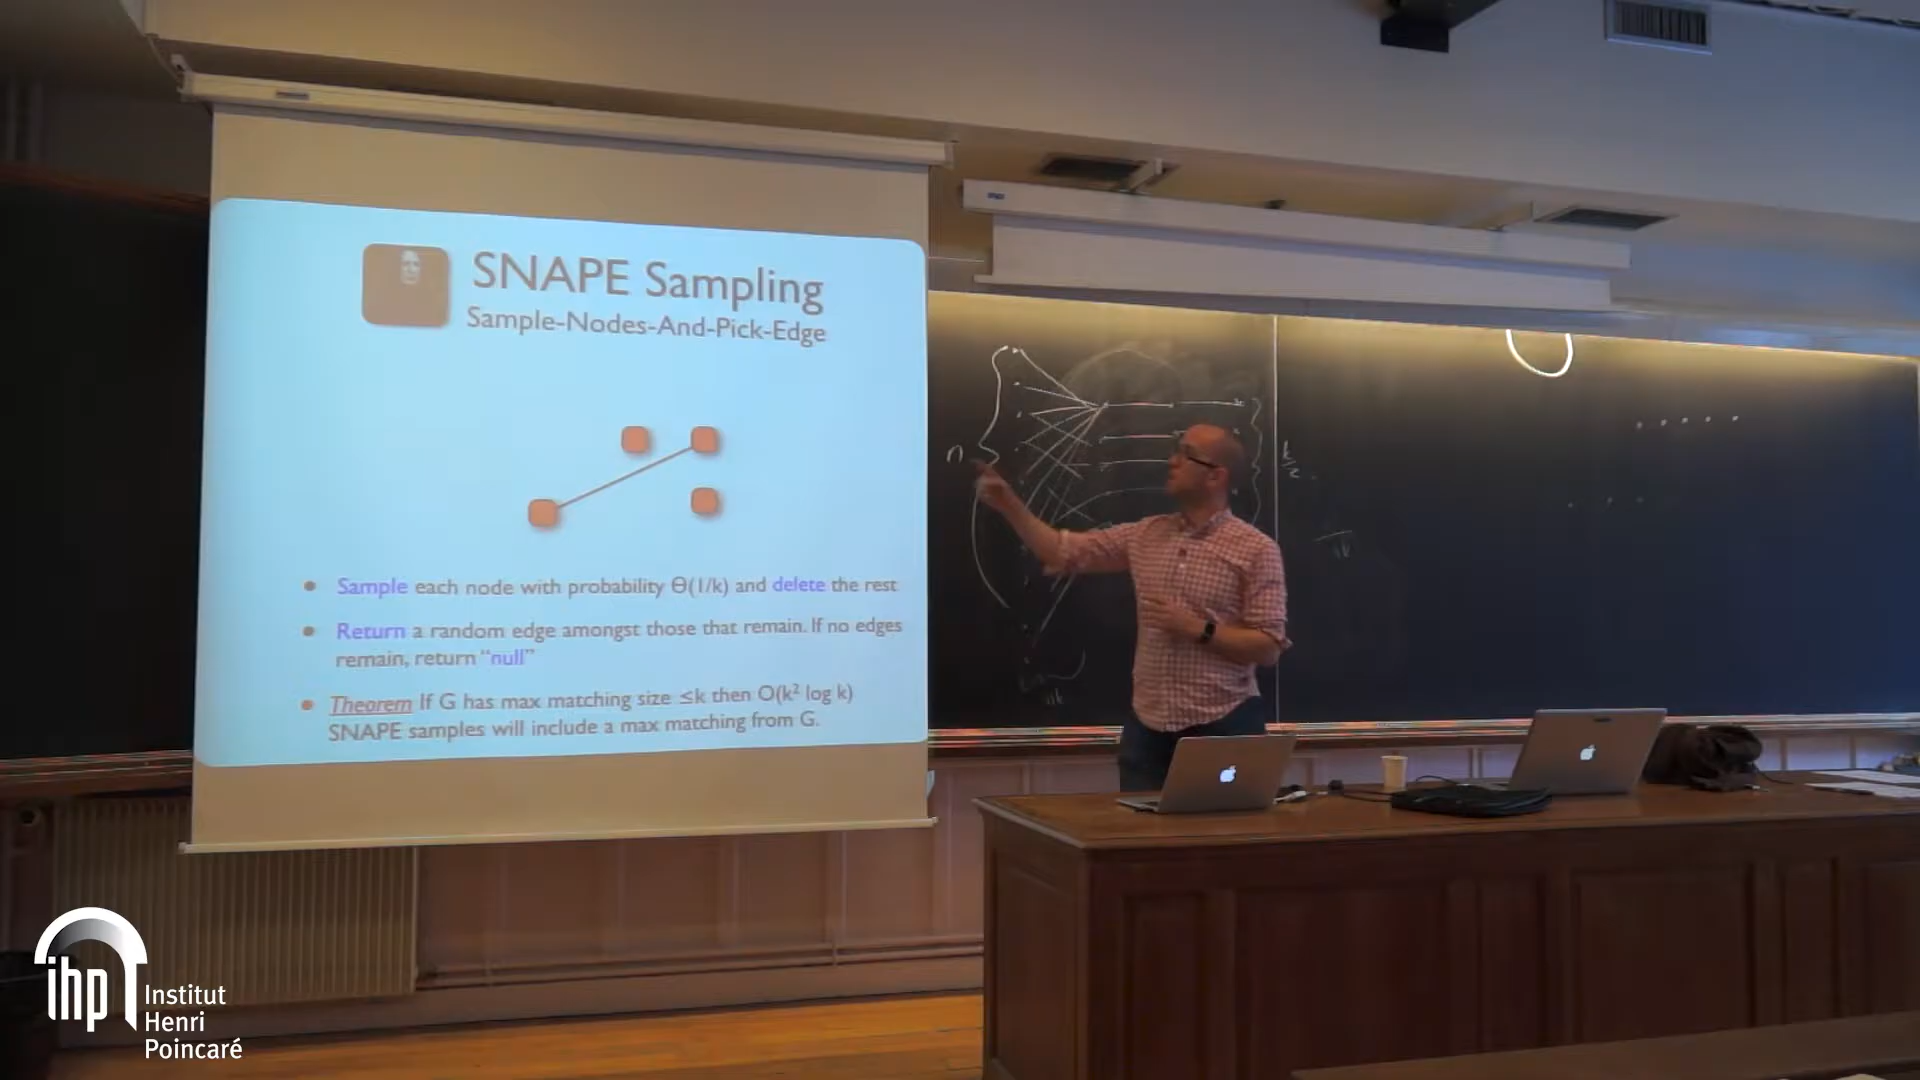 SNAPE Sampling
Sample-Nodes-And-Pick-Edge
• Sample each node with probability Θ(1/k) and delete the rest
• Return a random edge amongst those that remain. If no edges
remain, return “null”
• Theorem If G has max matching size ≤k then O(k² log k)
SNAPE samples will include a max matching from G.
n
k/2
ihp
Institut
Henri
Poincaré